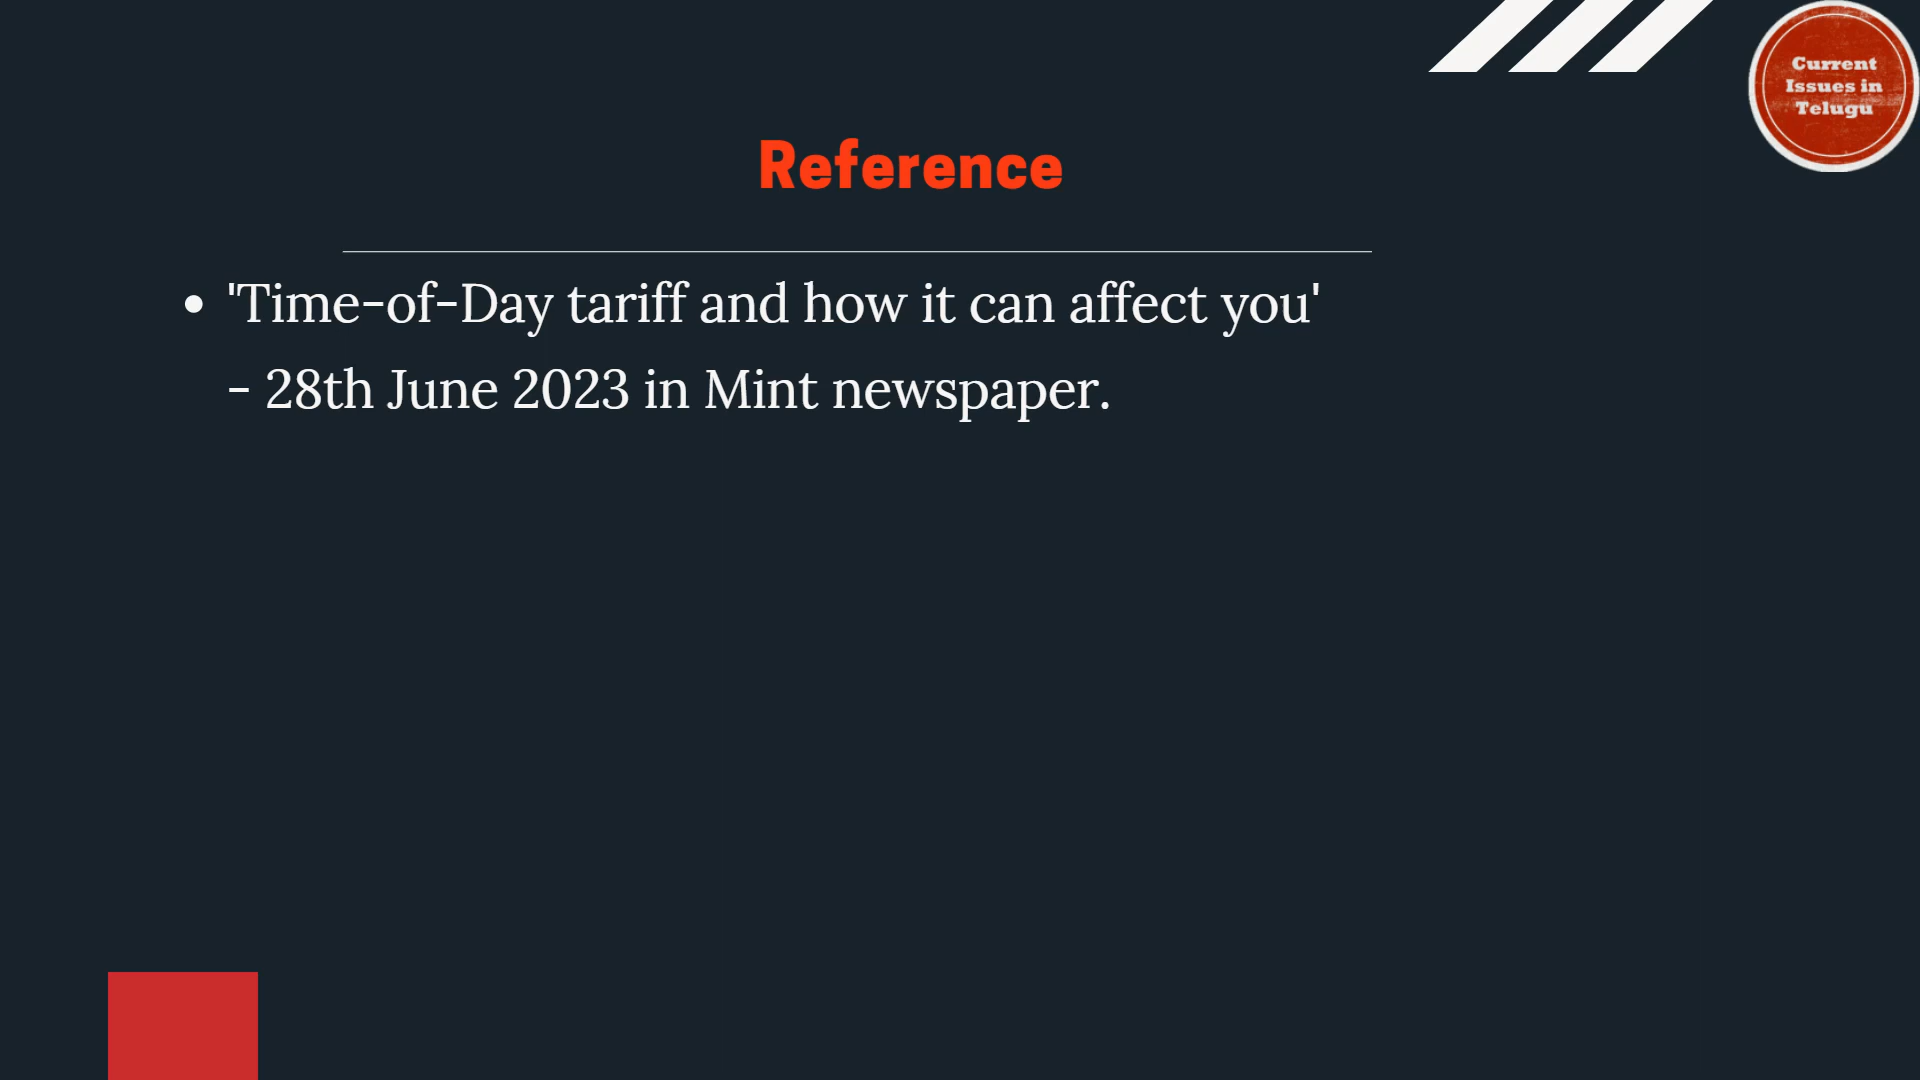 Current
Issues in
Telugu
Reference
• 'Time-of-Day tariff and how it can affect you'
- 28th June 2023 in Mint newspaper.